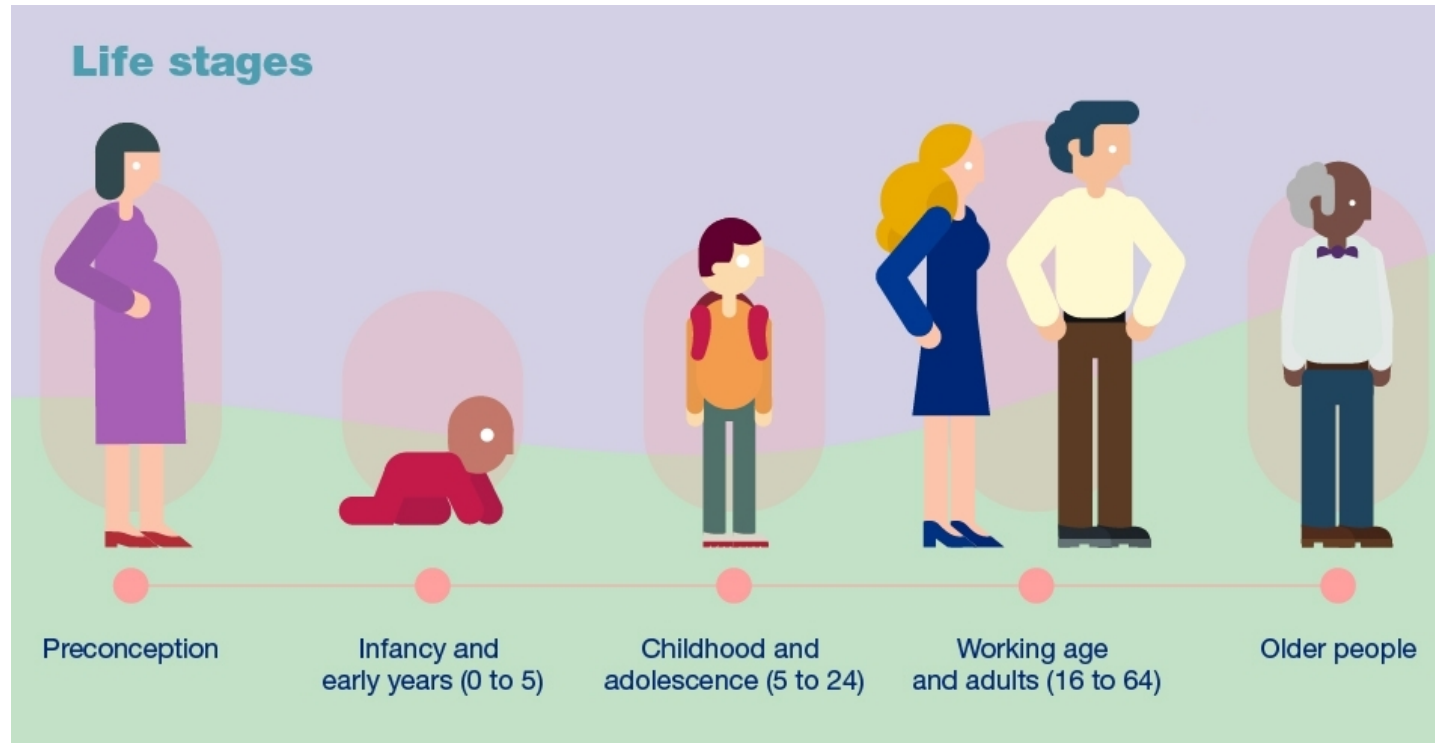 Life stages
Preconception
Infancy and
early years (0 to 5)
Childhood and
adolescence (5 to 24)
Working age
and adults (16 to 64)
Older people